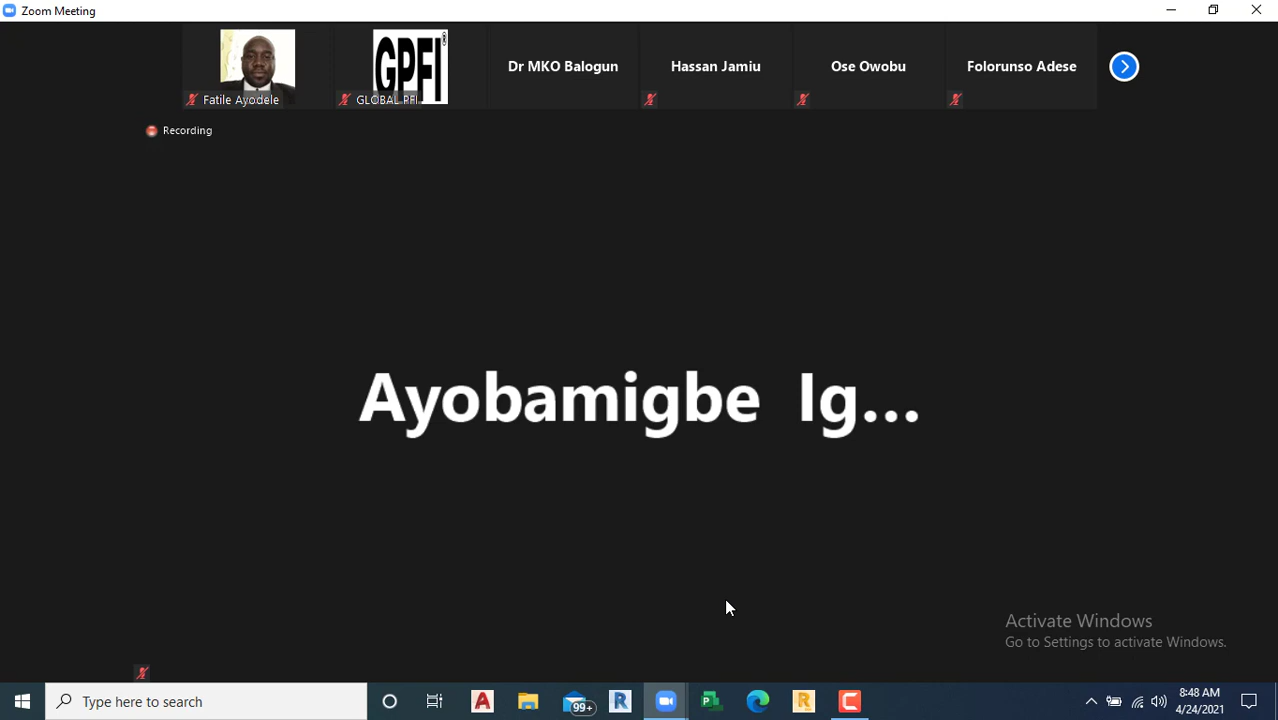 Zoom Meeting
GPFI
Fatile Ayodele
GLOBAL PFI
Dr MKO Balogun
Hassan Jamiu
Ose Owobu
Folorunso Adese
Recording
Ayobamigbe Ig...
Activate Windows
Go to Settings to activate Windows.
Type here to search
99+
8:48 AM
4/24/2021